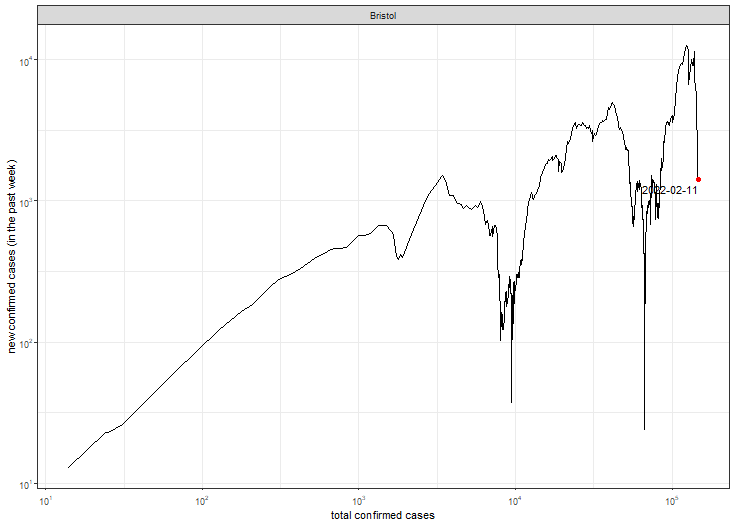 Bristol
new confirmed cases (in the past week)
10⁴
10³
10²
10¹
2022-02-11
10¹ 10² 10³ 10⁴ 10⁵
total confirmed cases